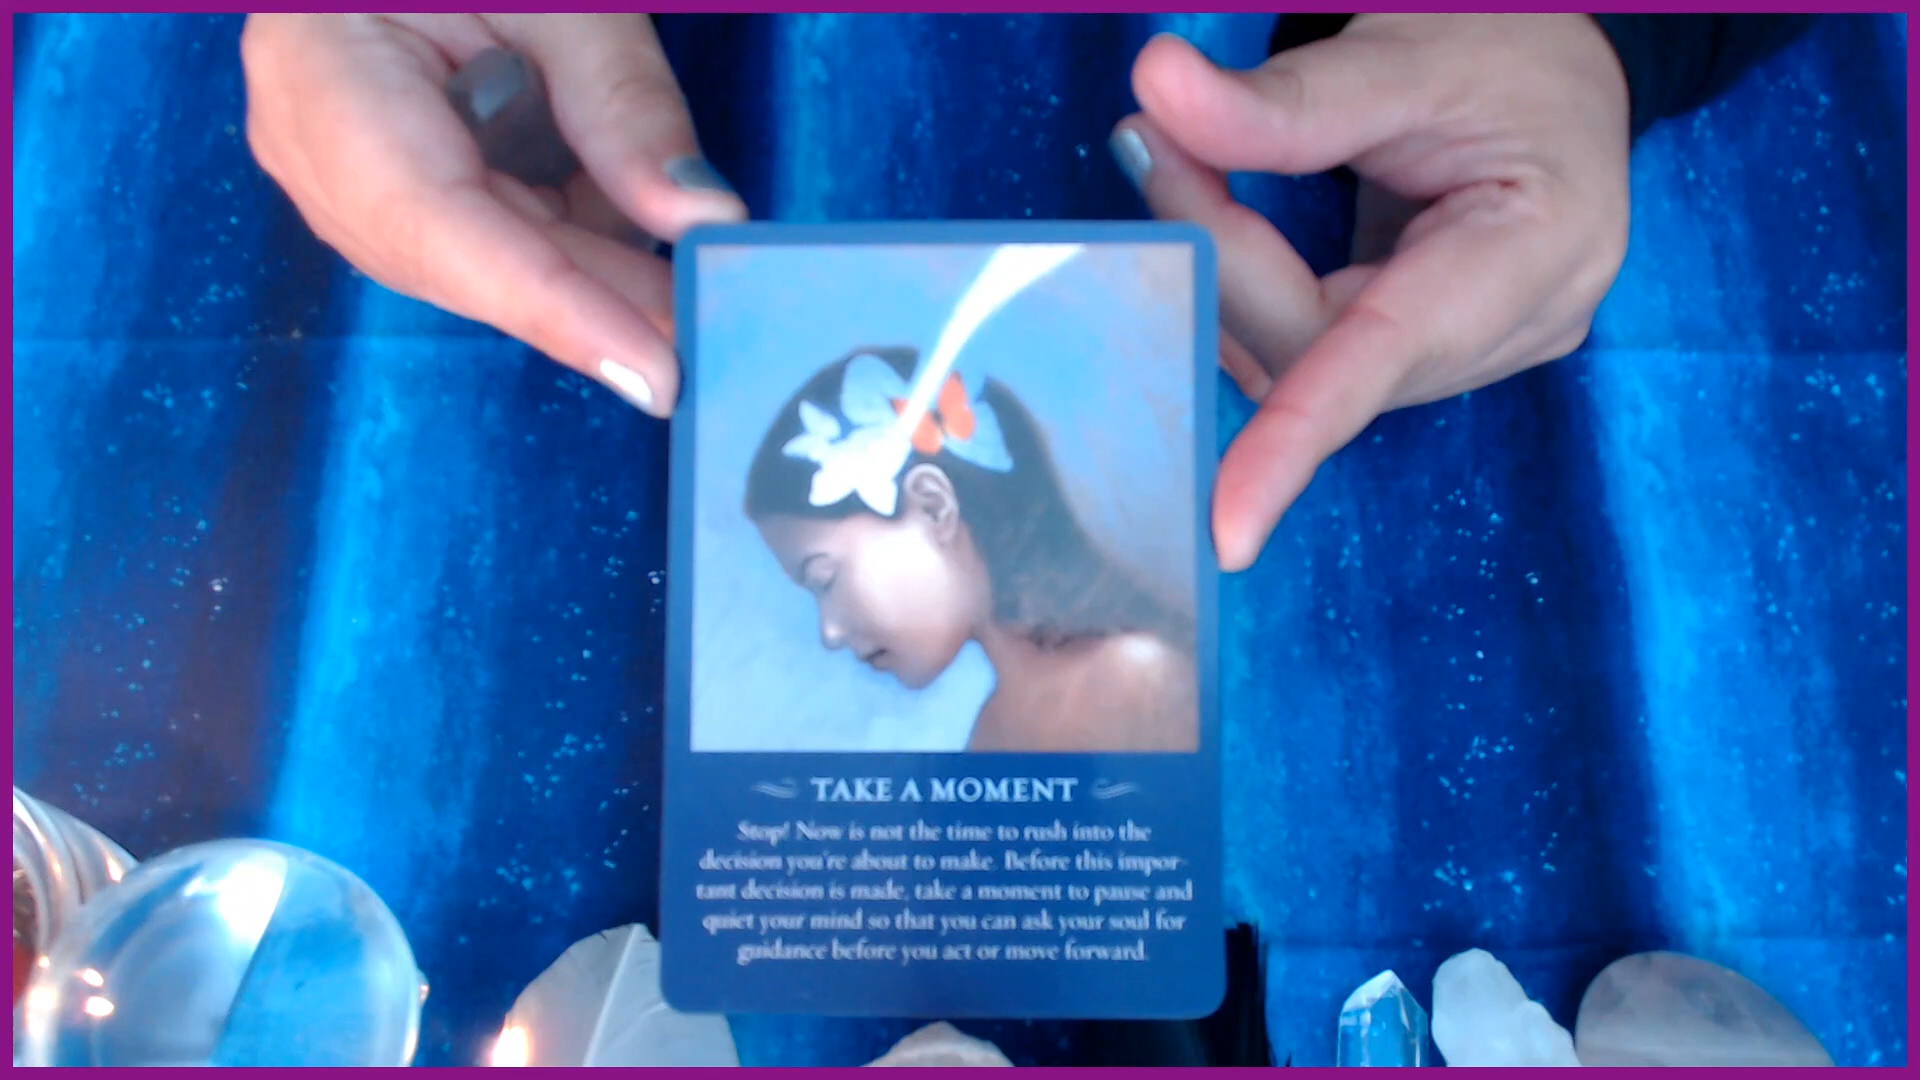 TAKE A MOMENT
Stop! Now is not the time to rush into the
decision you're about to make. Before this impor-
tant decision is made, take a moment to pause and
quiet your mind so that you can ask your soul for
guidance before you act or move forward.